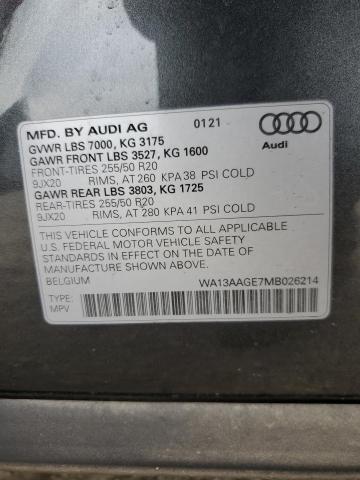 MFD. BY AUDI AG 0121
GVWR LBS 7000, KG 3175
GAWR FRONT LBS 3527, KG 1600
FRONT-TIRES 255/50 R20
9JX20 RIMS, AT 260 KPA 38 PSI COLD
GAWR REAR LBS 3803, KG 1725
REAR-TIRES 255/50 R20
9JX20 RIMS, AT 280 KPA 41 PSI COLD
Audi
THIS VEHICLE CONFORMS TO ALL APPLICABLE
U.S. FEDERAL MOTOR VEHICLE SAFETY
STANDARDS IN EFFECT ON THE DATE OF
MANUFACTURE SHOWN ABOVE.
BELGIUM WA13AAGE7MB026214
TYPE:
MPV